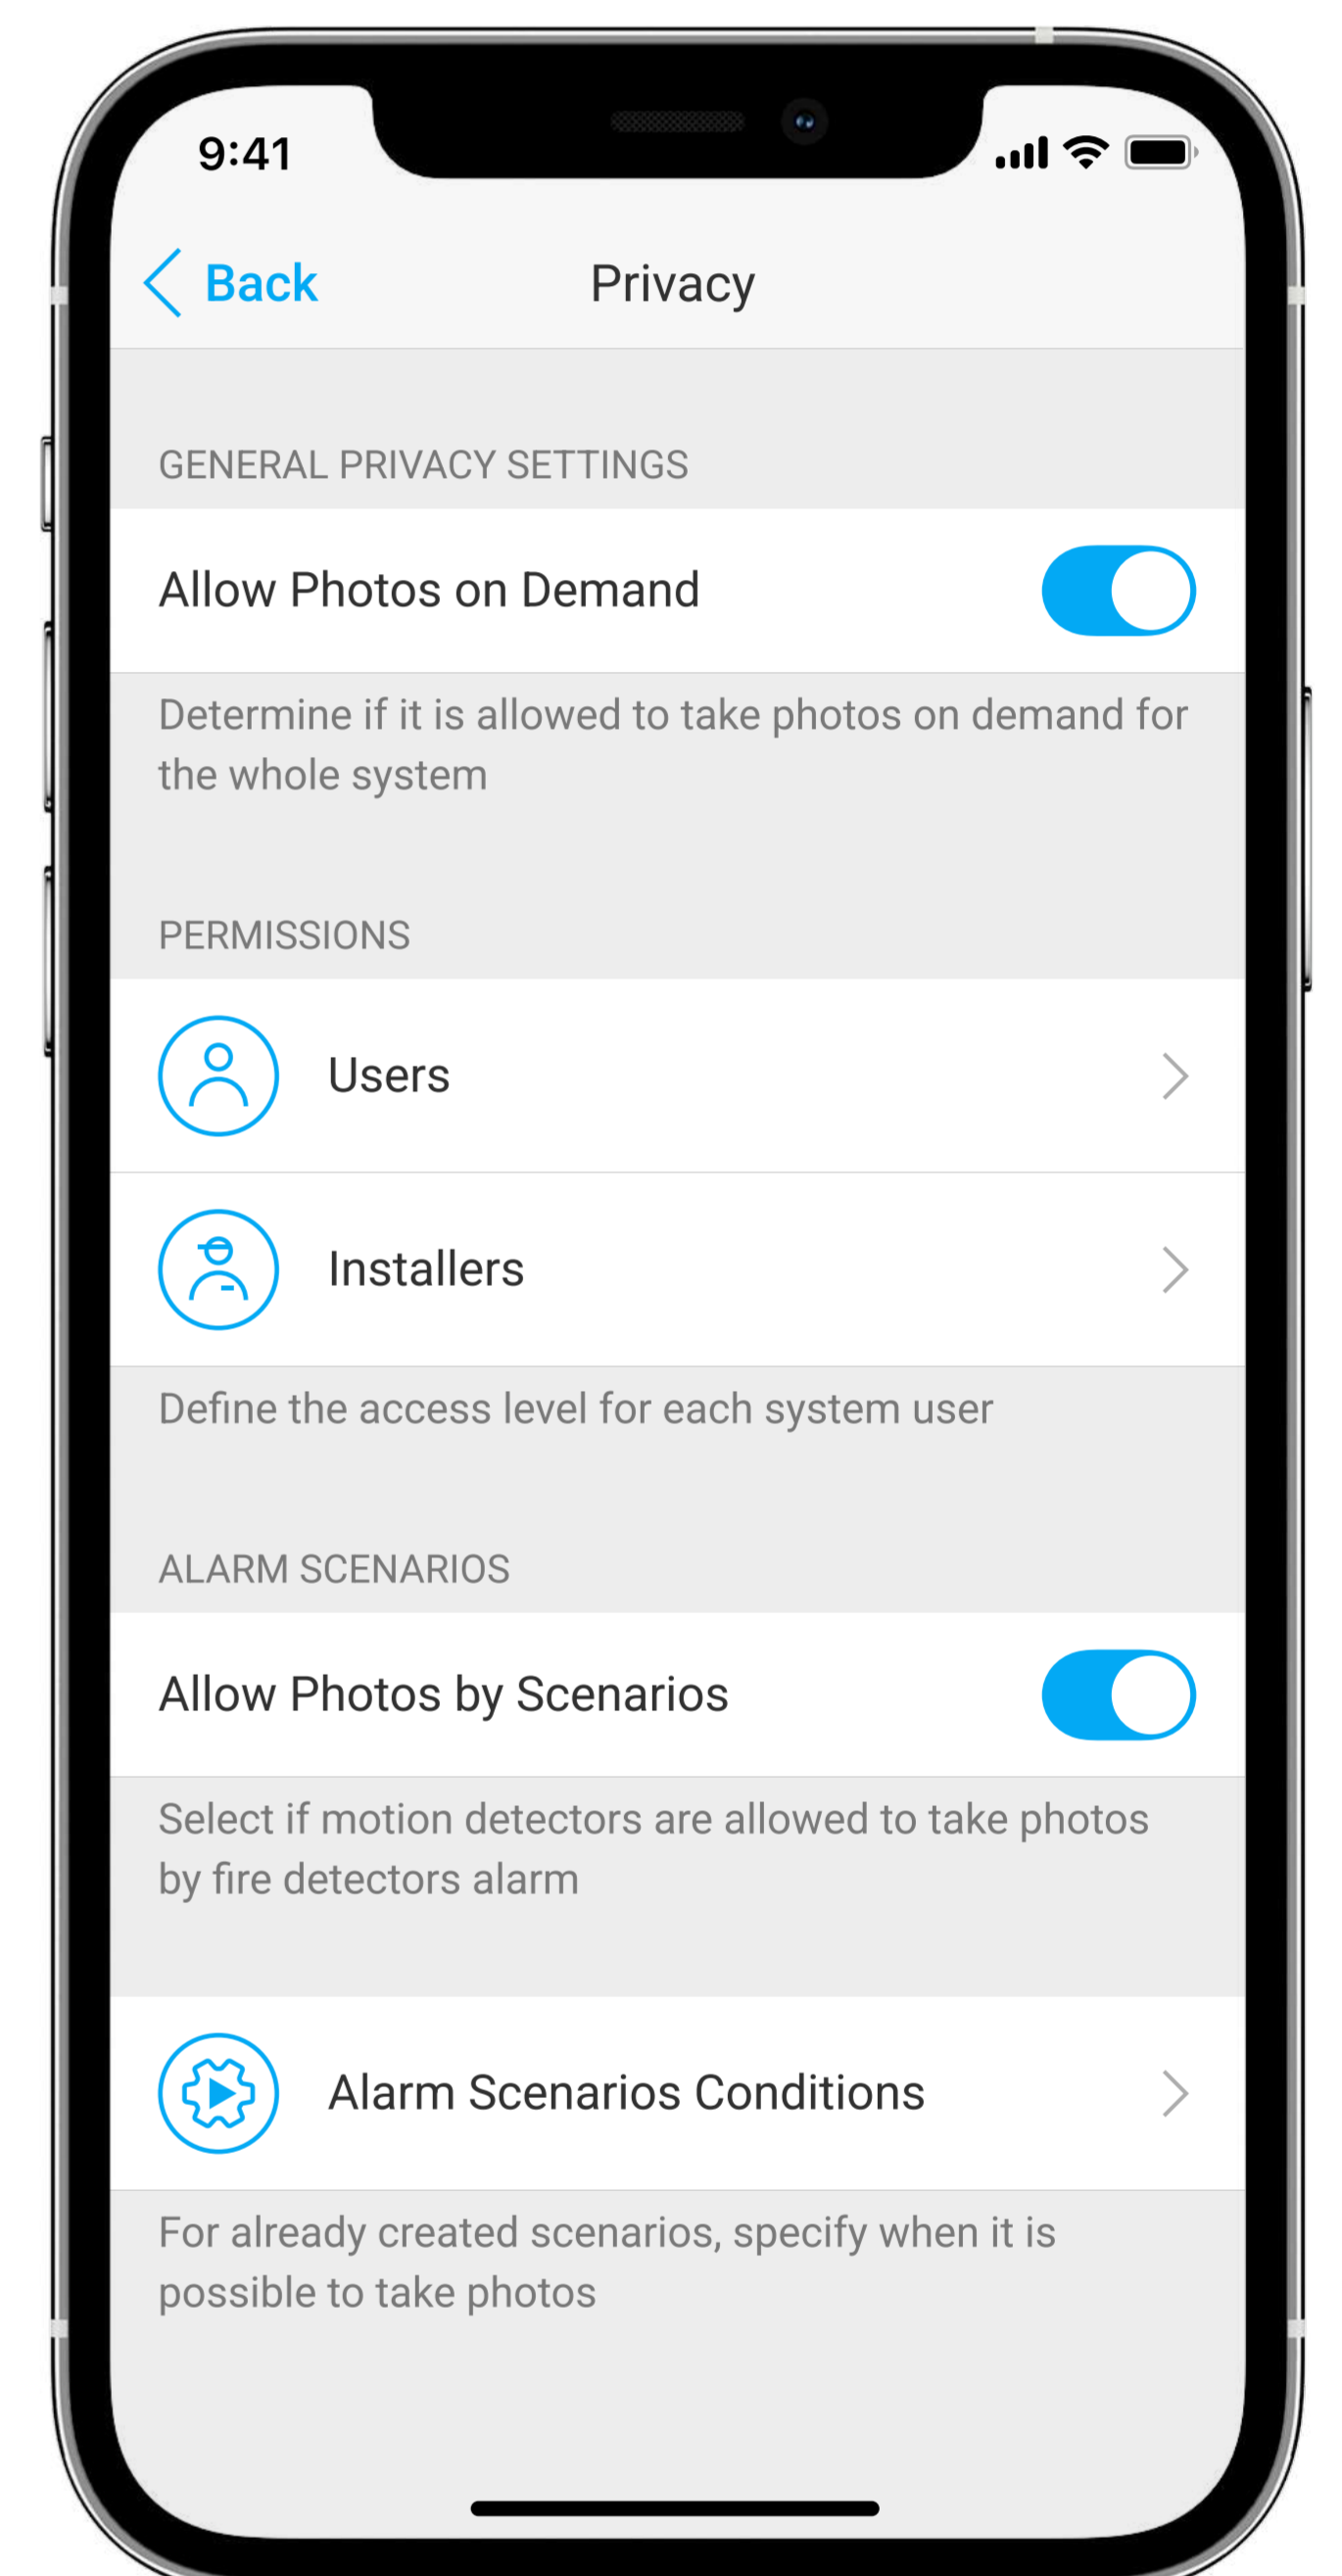 9:41
Back
Privacy
GENERAL PRIVACY SETTINGS
Allow Photos on Demand
Determine if it is allowed to take photos on demand for
the whole system
PERMISSIONS
Users
Installers
Define the access level for each system user
ALARM SCENARIOS
Allow Photos by Scenarios
Select if motion detectors are allowed to take photos
by fire detectors alarm
Alarm Scenarios Conditions
For already created scenarios, specify when it is
possible to take photos